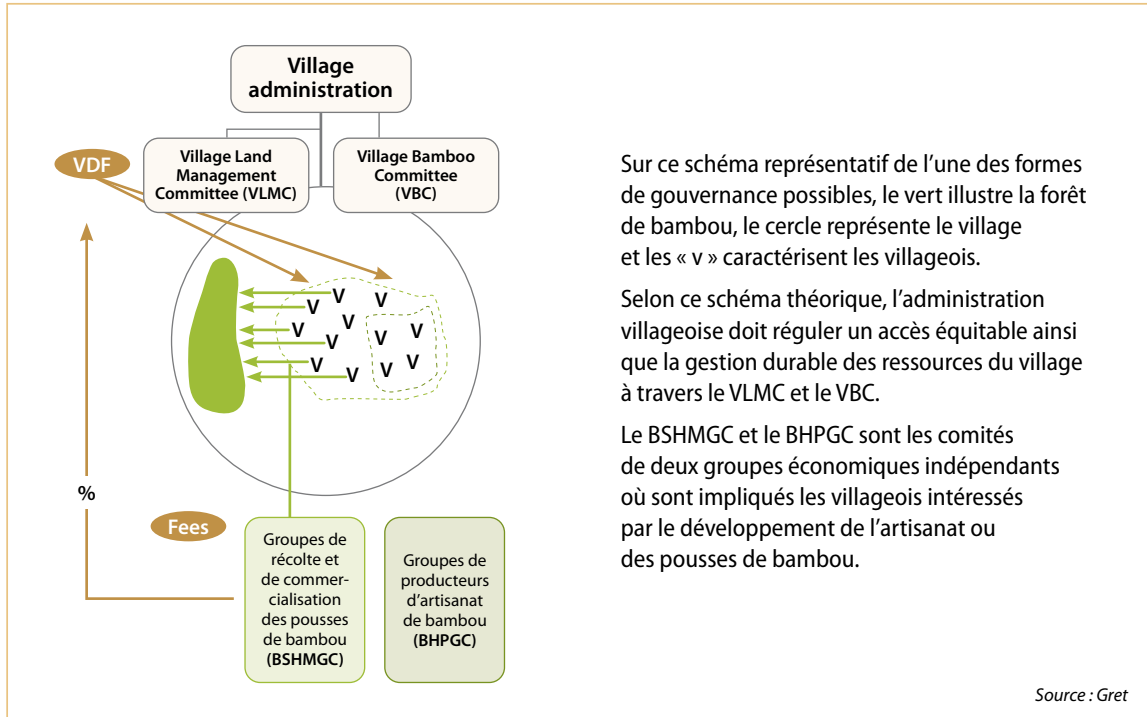 Village
administration
VDF
Village Land
Management
Committee (VLMC)
Village Bamboo
Committee
(VBC)
V
V
V
V
V
V
V
V
V
V
V
V
%
Fees
Groupes de
récolte et
de commer-
cialisation
des pousses
de bambou
(BSHMGC)
Groupes de
producteurs
d’artisanat
de bambou
(BHPGC)
Sur ce schéma représentatif de l’une des formes
de gouvernance possibles, le vert illustre la forêt
de bambou, le cercle représente le village
et les « v » caractérisent les villageois.
Selon ce schéma théorique, l’administration
villageoise doit réguler un accès équitable ainsi
que la gestion durable des ressources du village
à travers le VLMC et le VBC.
Le BSHMGC et le BHPGC sont les comités
de deux groupes économiques indépendants
où sont impliqués les villageois intéressés
par le développement de l’artisanat ou
des pousses de bambou.
Source : Gret